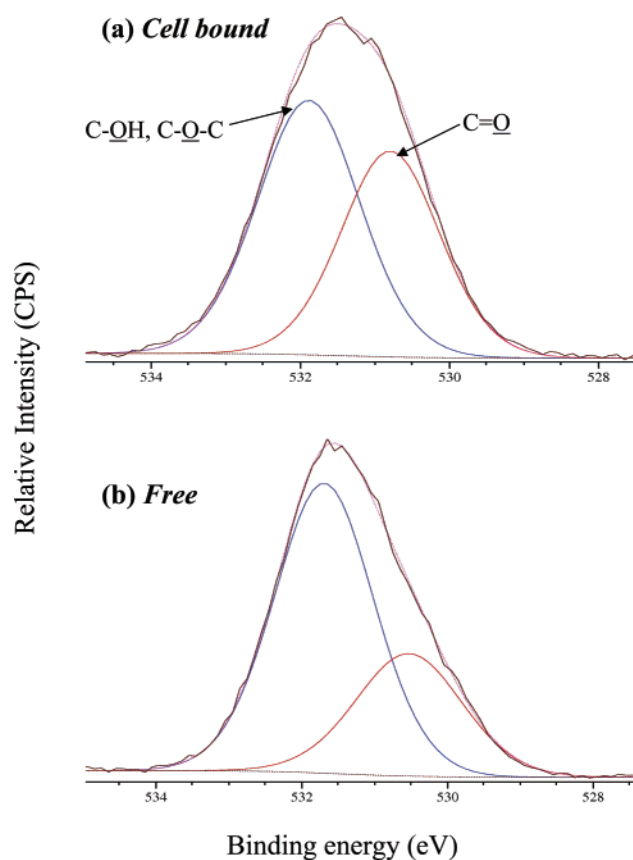 (a) Cell bound
C-OH, C-O-C
C=O
534
532
530
528
Relative Intensity (CPS)
(b) Free
534
532
530
528
Binding energy (eV)